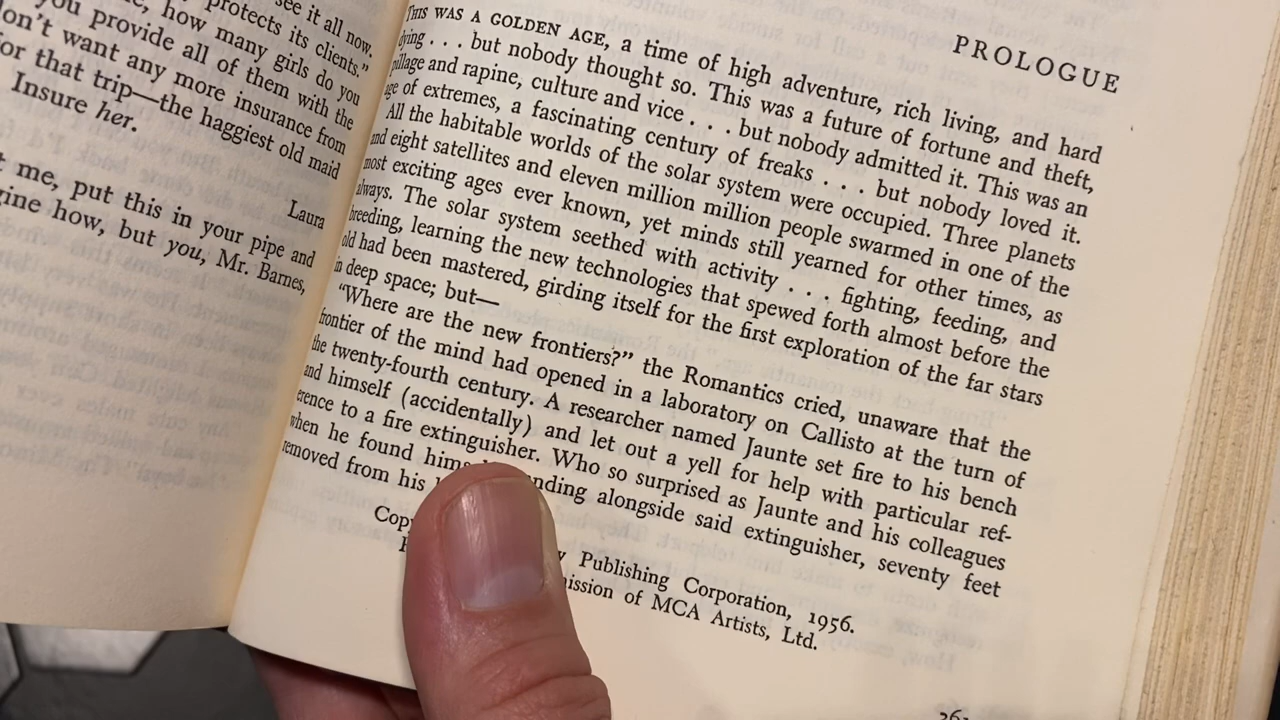 see it all now.
protects its clients."
how many girls do you
you provide all of them with the
don't want any more insurance from
for that trip—the haggiest old maid
Insure her.
Laura
me, put this in your pipe and
how, but you, Mr. Barnes,
PROLOGUE
THIS WAS A GOLDEN AGE, a time of high adventure, rich living, and hard
dying . . . but nobody thought so. This was a future of fortune and theft,
pillage and rapine, culture and vice . . . but nobody admitted it. This was an
age of extremes, a fascinating century of freaks . . . but nobody loved it.
All the habitable worlds of the solar system were occupied. Three planets
and eight satellites and eleven million million people swarmed in one of the
most exciting ages ever known, yet minds still yearned for other times, as
always. The solar system seethed with activity . . . fighting, feeding, and
breeding, learning the new technologies that spewed forth almost before the
old had been mastered, girding itself for the first exploration of the far stars
in deep space; but—
"Where are the new frontiers?" the Romantics cried, unaware that the
frontier of the mind had opened in a laboratory on Callisto at the turn of
the twenty-fourth century. A researcher named Jaunte set fire to his bench
and himself (accidentally) and let out a yell for help with particular ref-
erence to a fire extinguisher. Who so surprised as Jaunte and his colleagues
when he found alongside said extinguisher, seventy feet
removed from his
Publishing Corporation, 1956.
of MCA Artists, Ltd.